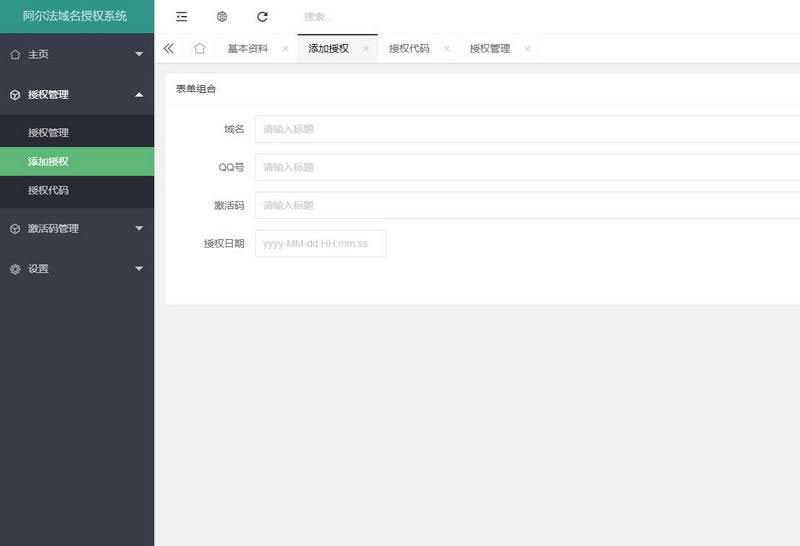 阿尔法域名授权系统
搜索...
主页
授权管理
授权管理
添加授权
授权代码
激活码管理
设置
基本资料
添加授权
授权代码
授权管理
表单组合
域名
请输入标题
QQ号
请输入标题
激活码
请输入标题
授权日期
yyyy-MM-dd HH:mm:ss